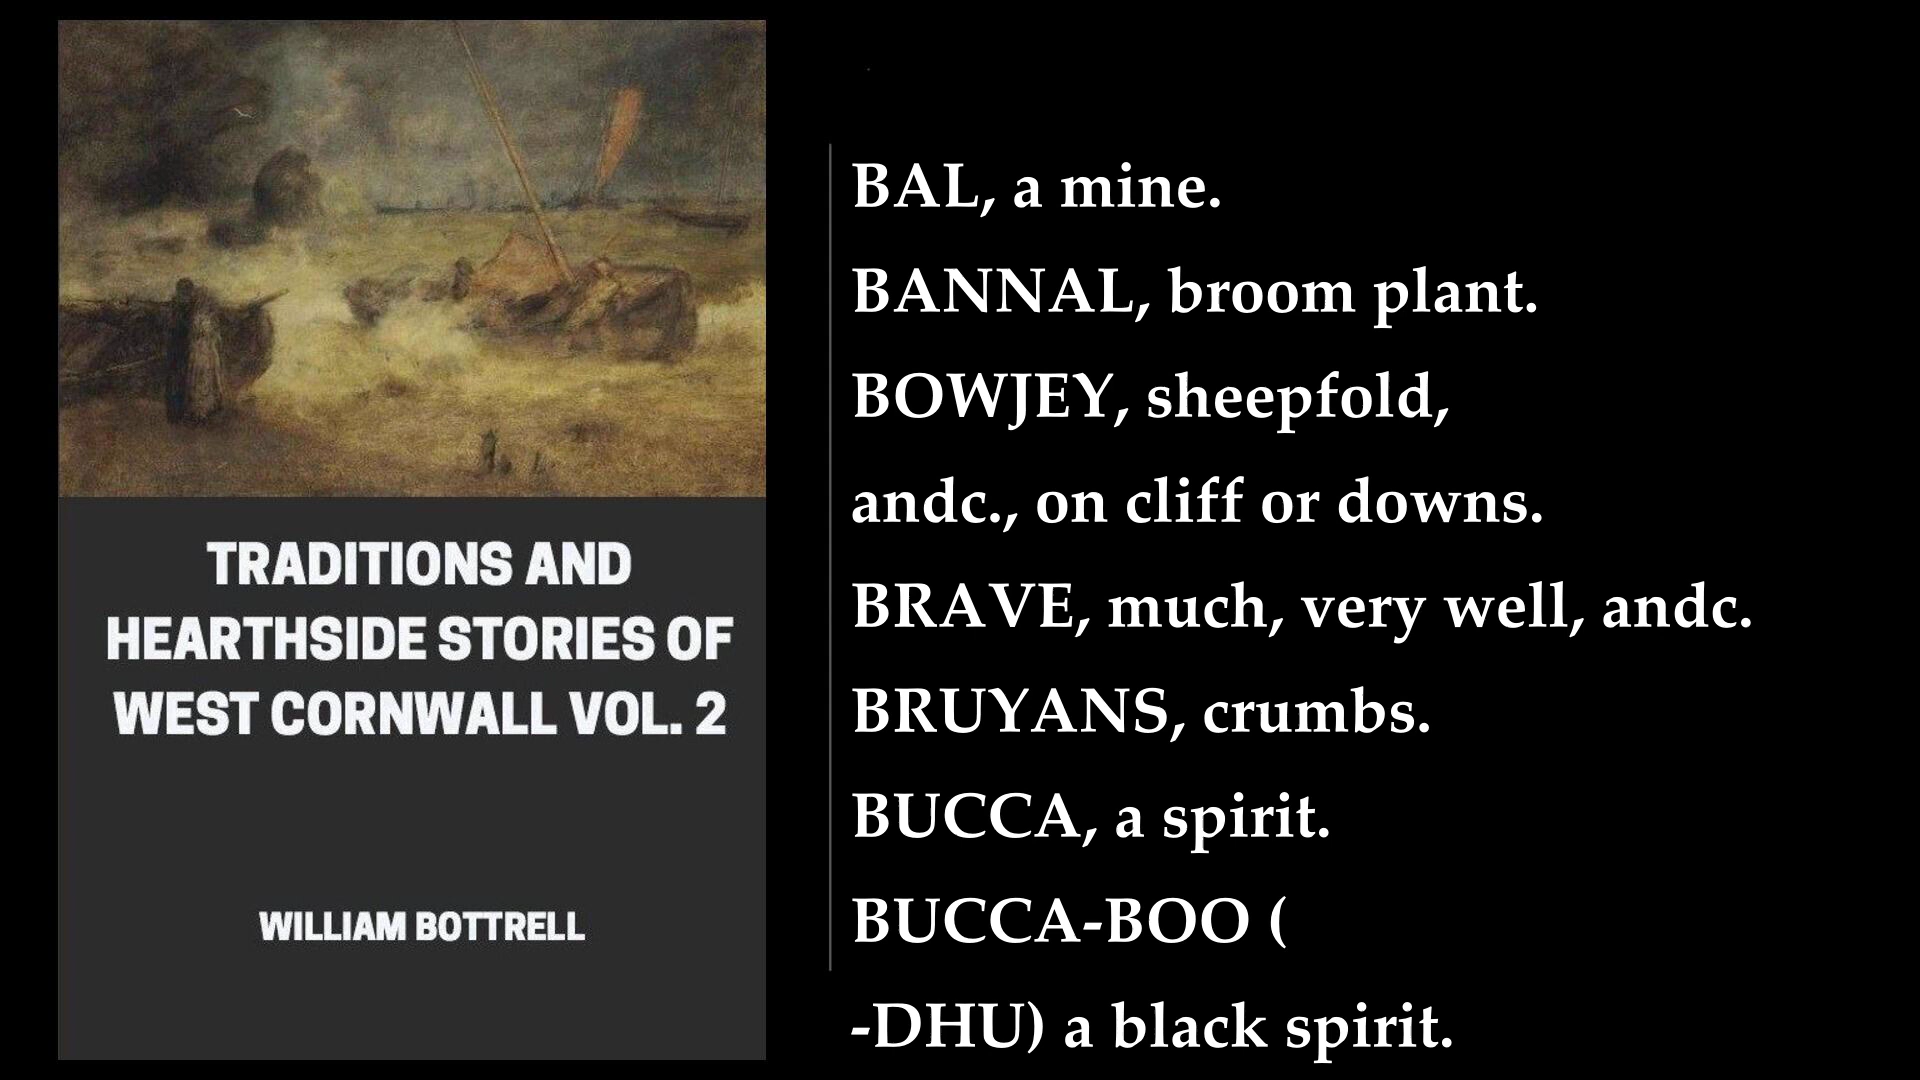 TRADITIONS AND
HEARTHSIDE STORIES OF
WEST CORNWALL VOL. 2
WILLIAM BOTTRELL
BAL, a mine.
BANNAL, broom plant.
BOWJEY, sheepfold,
andc., on cliff or downs.
BRAVE, much, very well, andc.
BRUYANS, crumbs.
BUCCA, a spirit.
BUCCA-BOO (
-DHU) a black spirit.